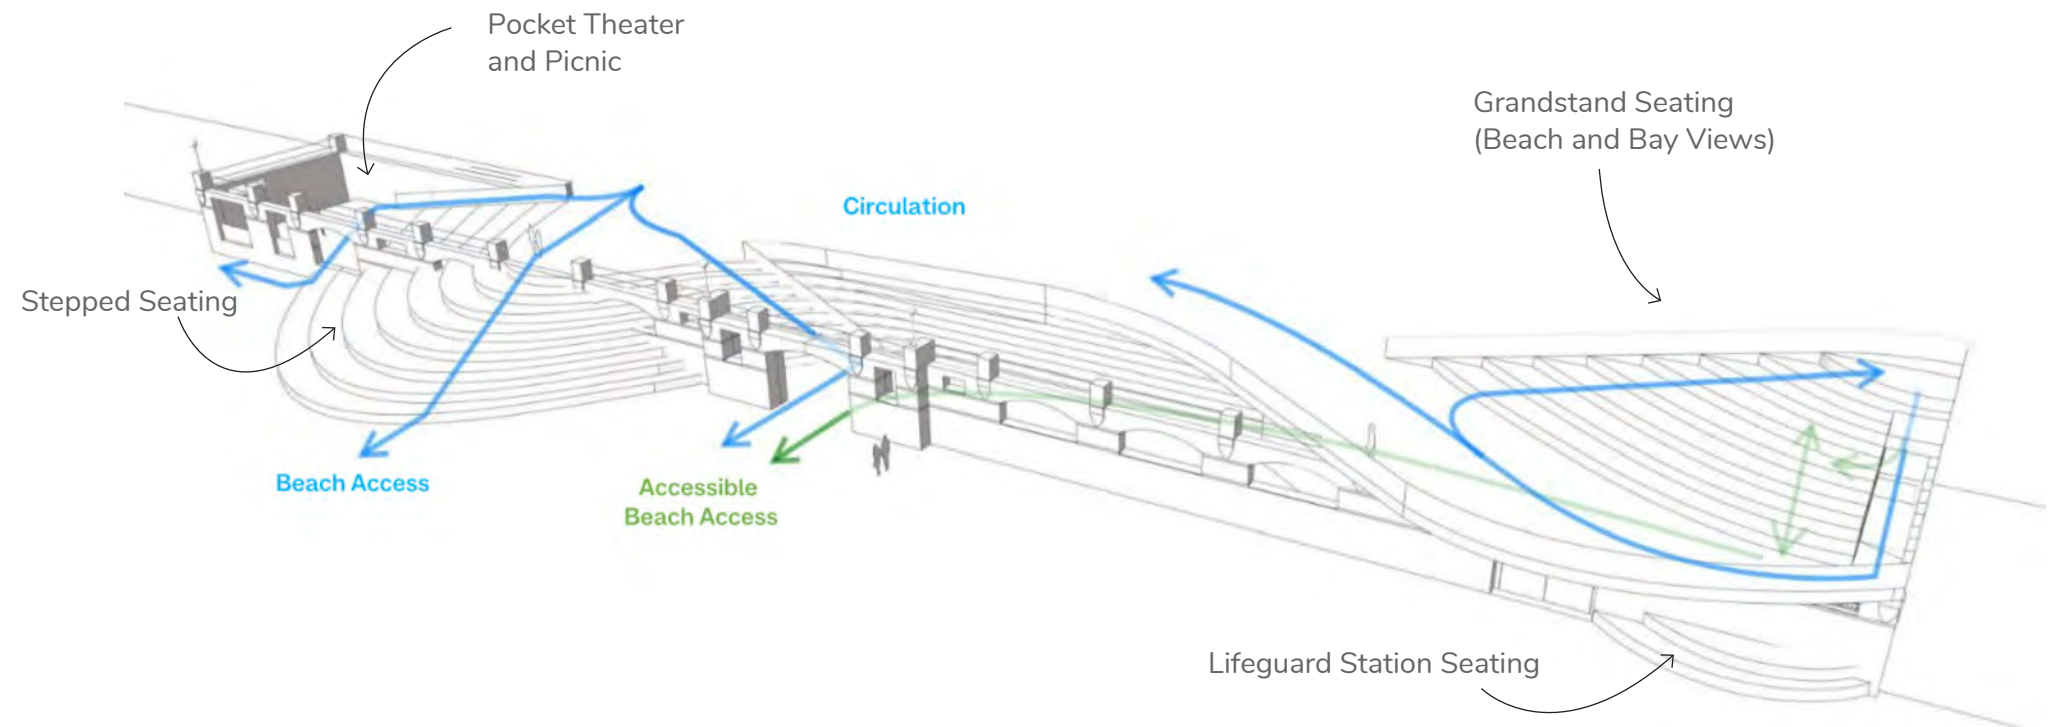 Pocket Theater
and Picnic
Grandstand Seating
(Beach and Bay Views)
Circulation
Stepped Seating
Beach Access
Accessible
Beach Access
Lifeguard Station Seating